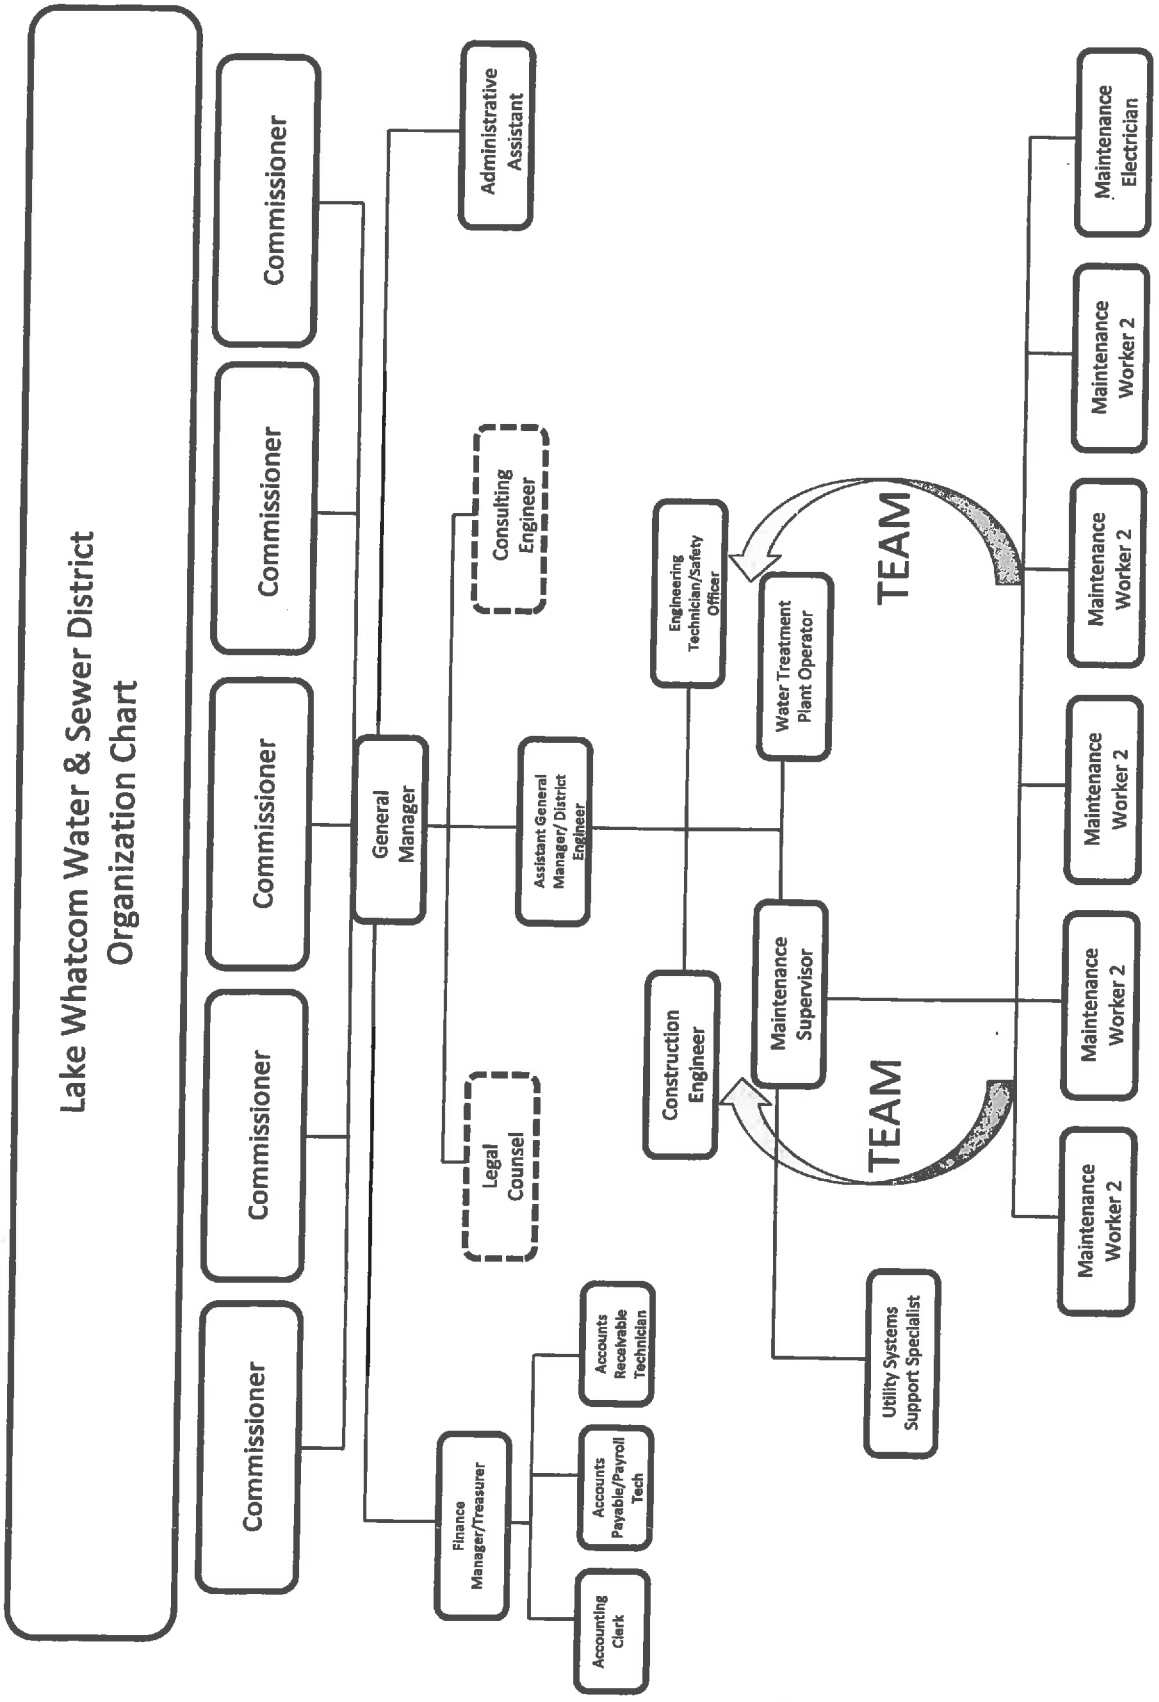 Lake Whatcom Water & Sewer District
Organization Chart
Commissioner
Commissioner
Commissioner
Commissioner
Commissioner
General
Manager
Administrative
Assistant
Finance
Manager/Treasurer
Legal
Counsel
Consulting
Engineer
Assistant General
Manager/ District
Engineer
Accounting
Clerk
Accounts
Payable/Payroll
Tech
Accounts
Receivable
Technician
Construction
Engineer
Engineering
Technician/Safety
Officer
Maintenance
Supervisor
Water Treatment
Plant Operator
Utility Systems
Support Specialist
TEAM
TEAM
Maintenance
Worker 2
Maintenance
Worker 2
Maintenance
Worker 2
Maintenance
Worker 2
Maintenance
Worker 2
Maintenance
Electrician